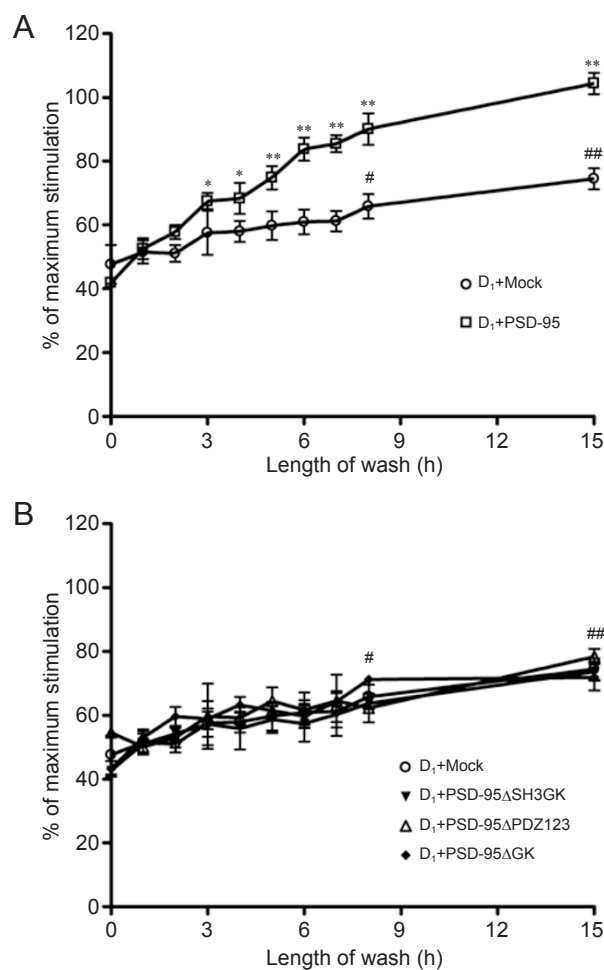 A
120
100
80
60
40
20
0
% of maximum stimulation
* * ** ** ** ** **
# ##
D₁+Mock
D₁+PSD-95
0 3 6 9 12 15
Length of wash (h)
B
120
100
80
60
40
20
0
% of maximum stimulation
# ##
D₁+Mock
D₁+PSD-95ΔSH3GK
D₁+PSD-95ΔPDZ123
D₁+PSD-95ΔGK
0 3 6 9 12 15
Length of wash (h)